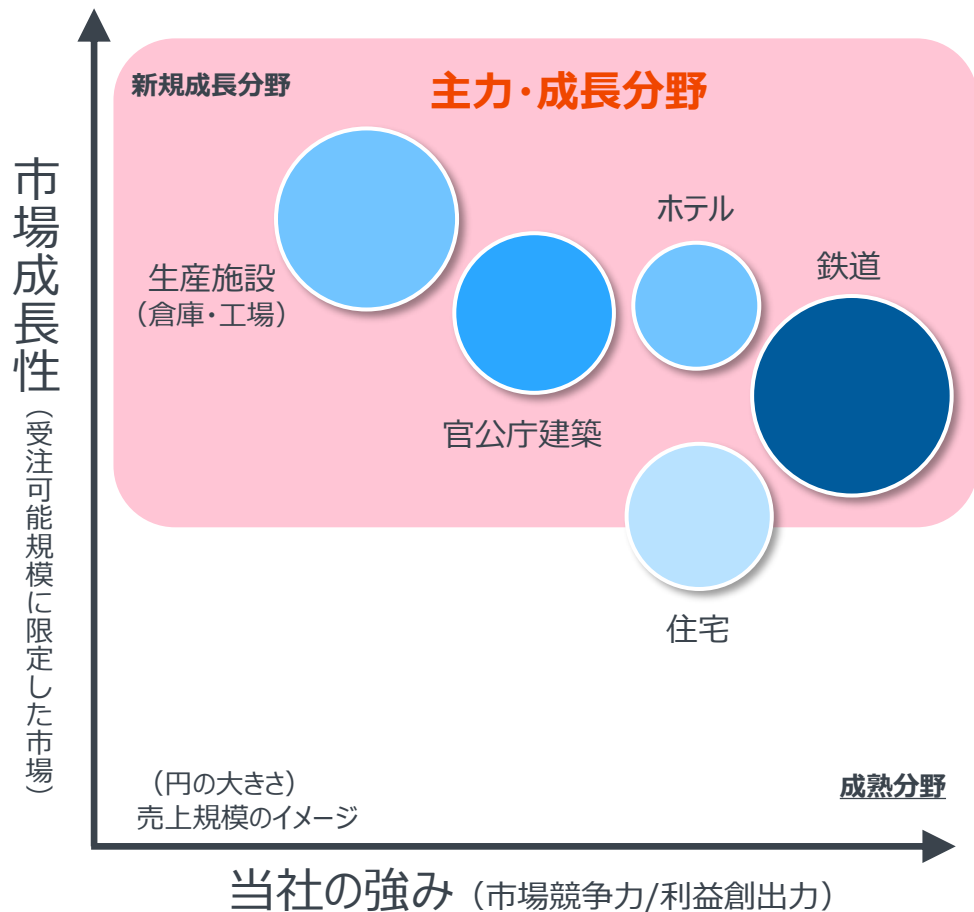 新規成長分野
主力・成長分野
ホテル
鉄道
生産施設
（倉庫・工場）
官公庁建築
住宅
市場成長性（受注可能規模に限定した市場）
（円の大きさ）
売上規模のイメージ
成熟分野
当社の強み（市場競争力/利益創出力）